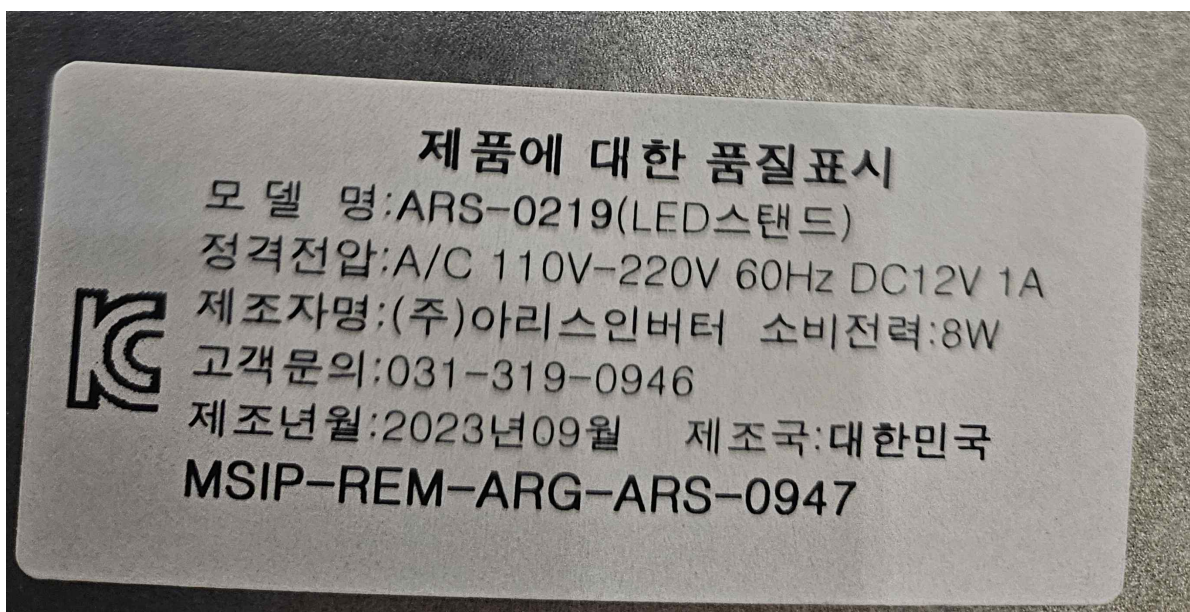 제품에 대한 품질표시
모 델 명:ARS-0219(LED스탠드)
정격전압:A/C 110V-220V 60Hz DC12V 1A
제조자명:(주)아리스인버터 소비전력:8W
고객문의:031-319-0946
제조년월:2023년09월 제조국:대한민국
MSIP-REM-ARG-ARS-0947